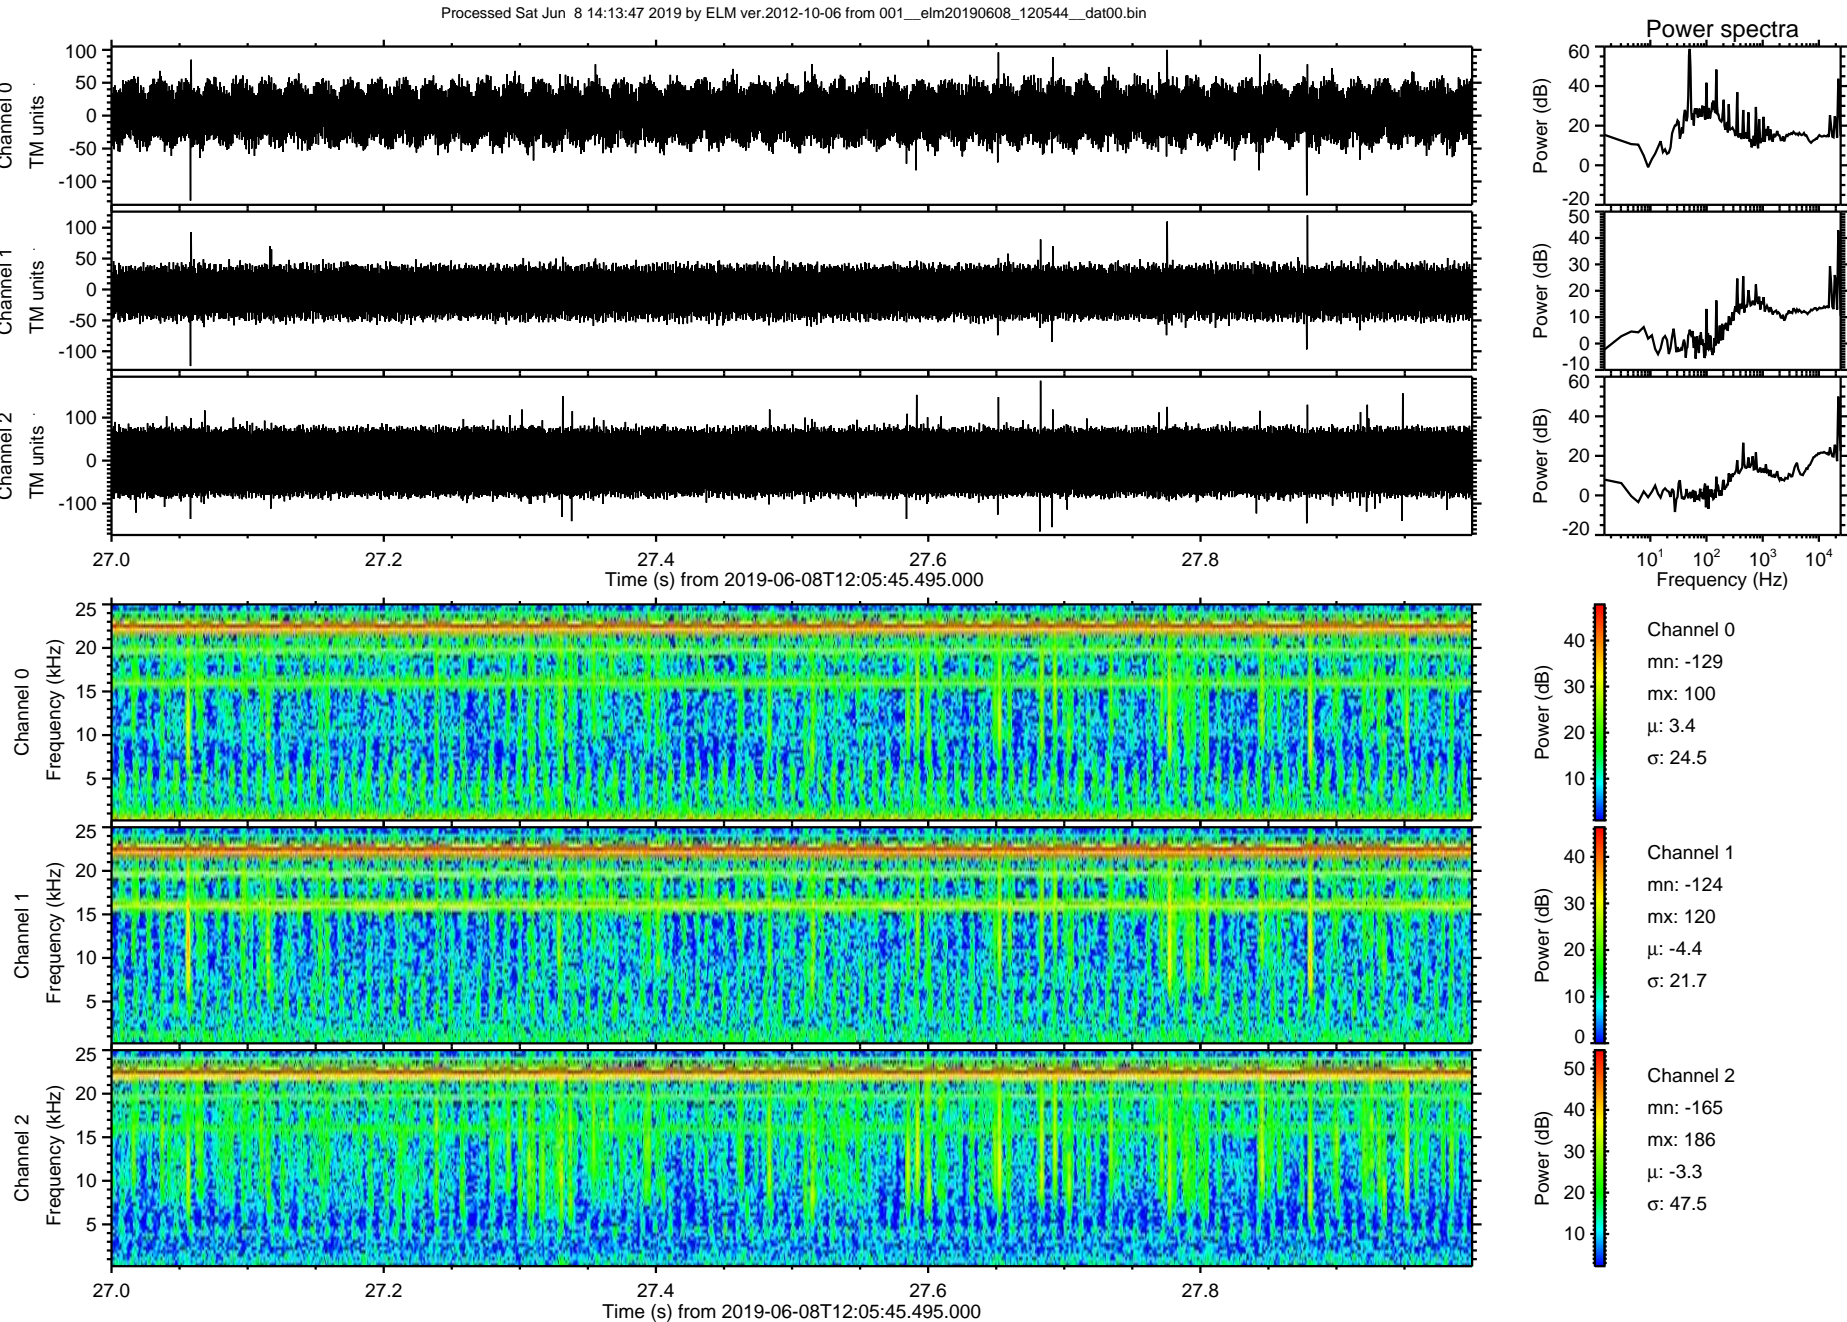 Processed Sat Jun 8 14:13:47 2019 by ELM ver.2012-10-06 from 001__elm20190608_120544__dat00.bin
Power spectra
Channel 0
TM units
100
50
0
-50
-100
Power (dB)
60
40
20
0
-20
Channel 1
TM units
100
50
0
-50
-100
Power (dB)
50
40
30
20
10
0
-10
Channel 2
TM units
100
0
-100
Power (dB)
60
40
20
0
-20
27.0 27.2 27.4 27.6 27.8
Time (s) from 2019-06-08T12:05:45.495.000
10¹ 10² 10³ 10⁴
Frequency (Hz)
Channel 0
Frequency (kHz)
25
20
15
10
5
Power (dB)
40
30
20
10
Channel 0
mn: -129
mx: 100
μ: 3.4
σ: 24.5
Channel 1
Frequency (kHz)
25
20
15
10
5
Power (dB)
40
30
20
10
0
Channel 1
mn: -124
mx: 120
μ: -4.4
σ: 21.7
Channel 2
Frequency (kHz)
25
20
15
10
5
Power (dB)
50
40
30
20
10
Channel 2
mn: -165
mx: 186
μ: -3.3
σ: 47.5
27.0 27.2 27.4 27.6 27.8
Time (s) from 2019-06-08T12:05:45.495.000